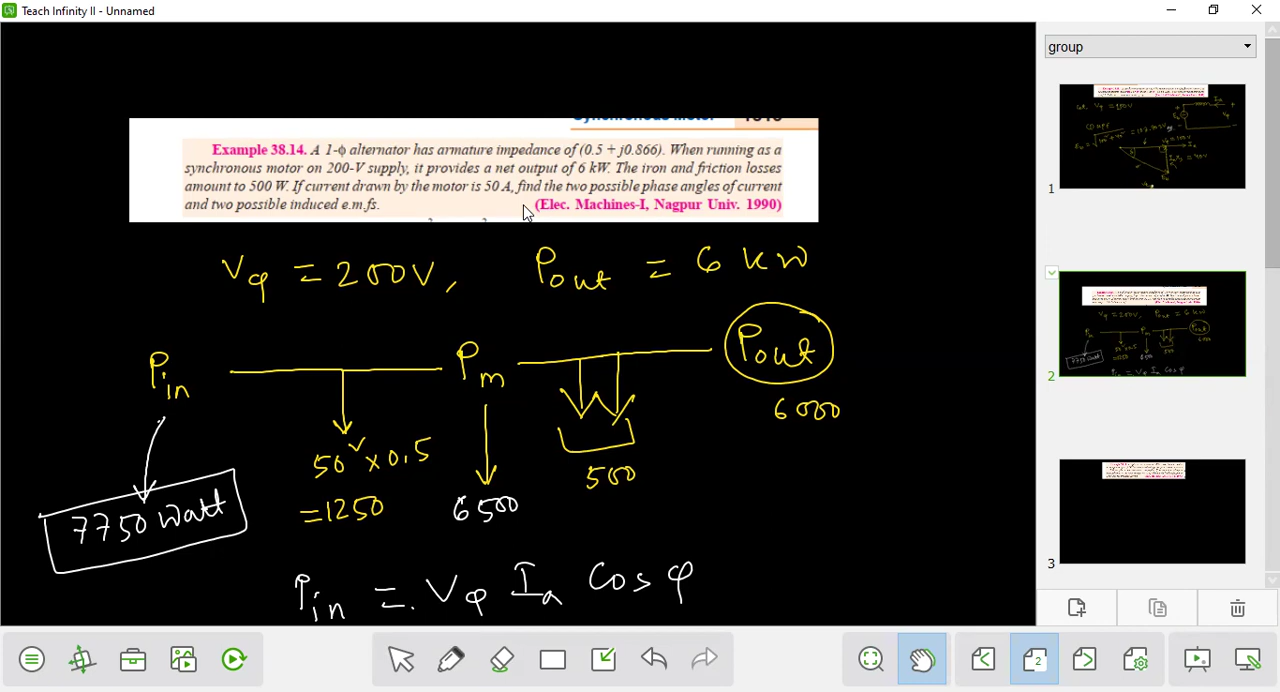 Teach Infinity II - Unnamed
group
Example 38.14. A 1-ϕ alternator has armature impedance of (0.5 + j0.866). When running as a
synchronous motor on 200-V supply, it provides a net output of 6 kW. The iron and friction losses
amount to 500 W. If current drawn by the motor is 50 A, find the two possible phase angles of current
and two possible induced e.m.fs.
(Elec. Machines-I, Nagpur Univ. 1990)
Vφ = 200V, Pout = 6 kW
Pin Pm Pout
6000
50² x 0.5
= 1250
6500
500
7750 watt
Pin = Vφ Ia Cos φ
1
2
3
2